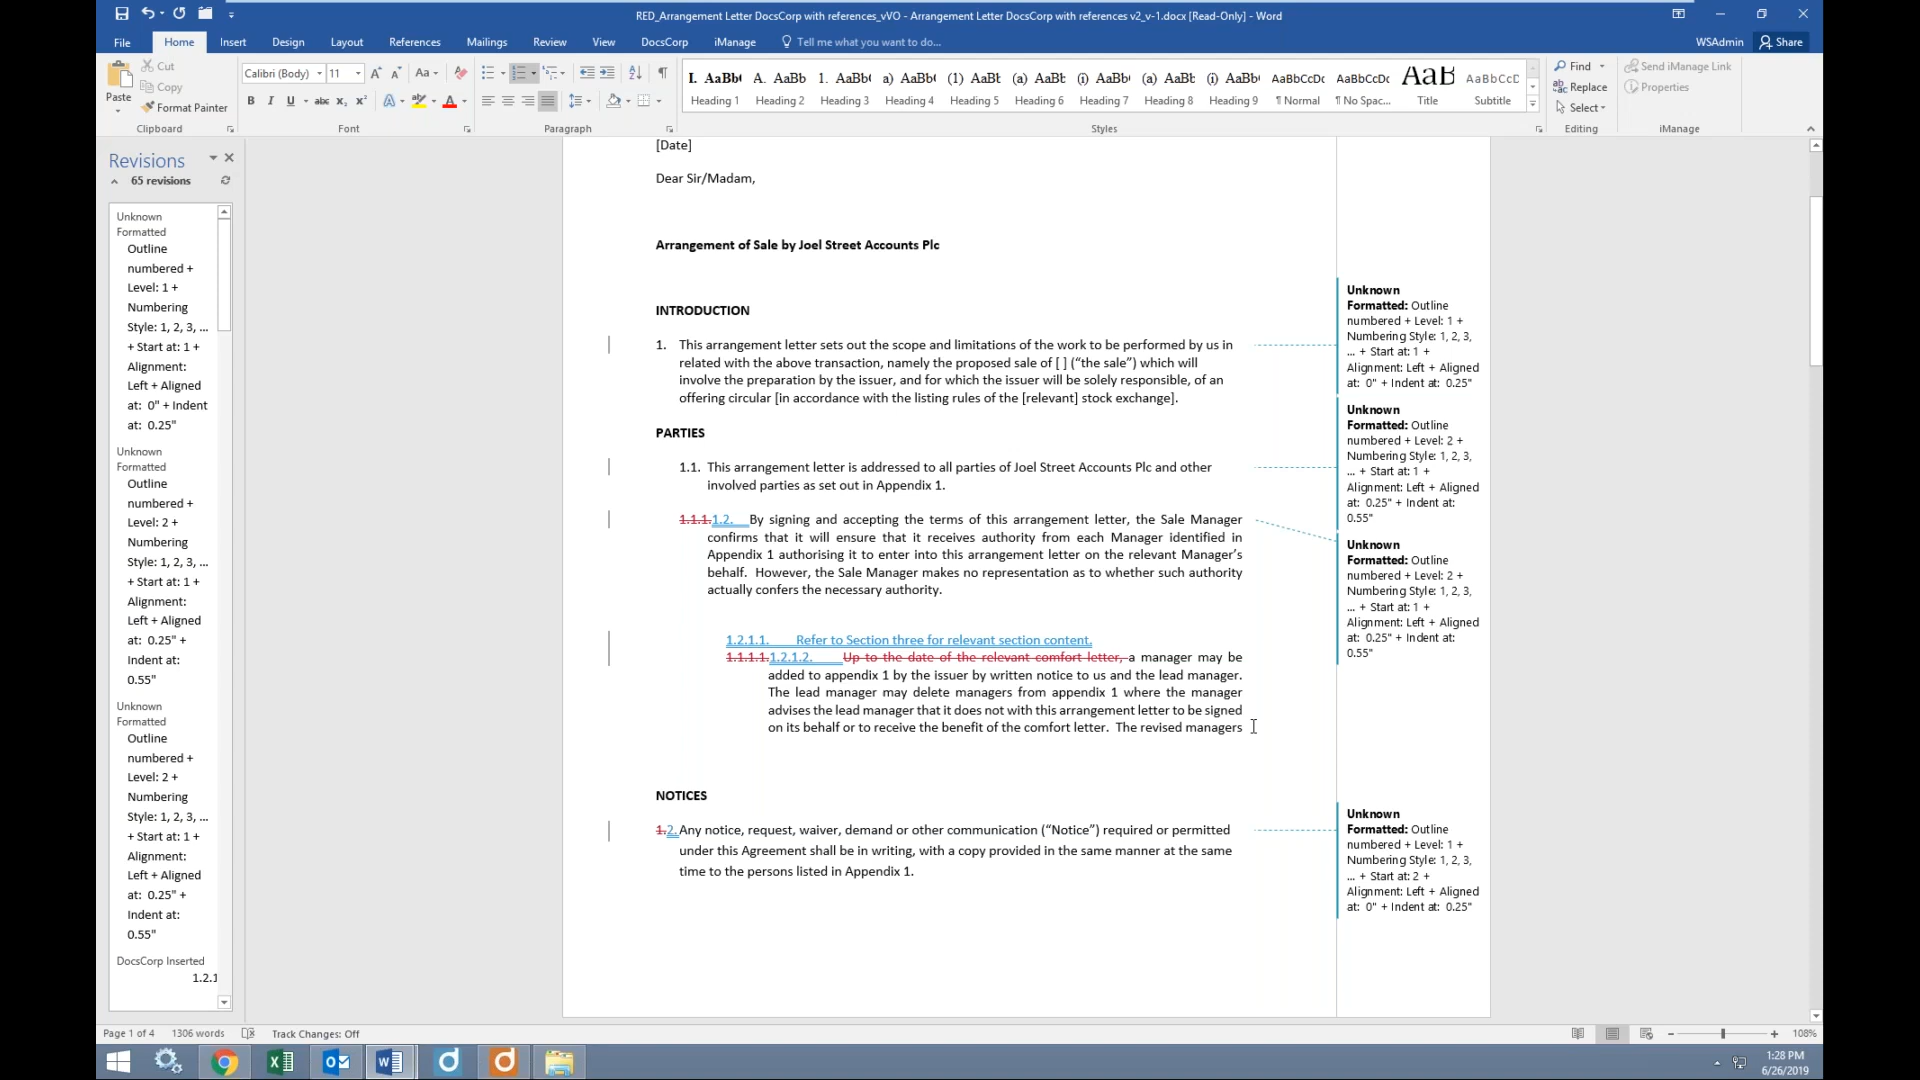 RED_Arrangement Letter DocsCorp with references_vVO - Arrangement Letter DocsCorp with references v2_v-1.docx [Read-Only] - Word
File Home Insert Design Layout References Mailings Review View DocsCorp iManage Tell me what you want to do... WSAdmin Share
Paste
Cut
Copy
Format Painter
Clipboard
Calibri (Body) 11
Font
Paragraph
I. AaBb( A. AaBb 1. AaBb( a) AaBb( (1) AaBt (a) AaBt (i) AaBb( (a) AaBt (i) AaBb( AaBbCcDc AaBbCcDc AaB AaBbCcD
Heading 1 Heading 2 Heading 3 Heading 4 Heading 5 Heading 6 Heading 7 Heading 8 Heading 9 ¶ Normal ¶ No Spac... Title Subtitle
Styles
Find
Replace
Select
Editing
Send iManage Link
Properties
iManage
Revisions
65 revisions
Unknown
Formatted
Outline
numbered +
Level: 1 +
Numbering
Style: 1, 2, 3, ...
+ Start at: 1 +
Alignment:
Left + Aligned
at: 0" + Indent
at: 0.25"
Unknown
Formatted
Outline
numbered +
Level: 2 +
Numbering
Style: 1, 2, 3, ...
+ Start at: 1 +
Alignment:
Left + Aligned
at: 0.25" +
Indent at:
0.55"
Unknown
Formatted
Outline
numbered +
Level: 2 +
Numbering
Style: 1, 2, 3, ...
+ Start at: 1 +
Alignment:
Left + Aligned
at: 0.25" +
Indent at:
0.55"
DocsCorp Inserted
1.2.1
[Date]
Dear Sir/Madam,
Arrangement of Sale by Joel Street Accounts Plc
INTRODUCTION
1. This arrangement letter sets out the scope and limitations of the work to be performed by us in
related with the above transaction, namely the proposed sale of [ ] (“the sale”) which will
involve the preparation by the issuer, and for which the issuer will be solely responsible, of an
offering circular [in accordance with the listing rules of the [relevant] stock exchange].
PARTIES
1.1. This arrangement letter is addressed to all parties of Joel Street Accounts Plc and other
involved parties as set out in Appendix 1.
1.1.1.1.2. By signing and accepting the terms of this arrangement letter, the Sale Manager
confirms that it will ensure that it receives authority from each Manager identified in
Appendix 1 authorising it to enter into this arrangement letter on the relevant Manager’s
behalf. However, the Sale Manager makes no representation as to whether such authority
actually confers the necessary authority.
1.2.1.1. Refer to Section three for relevant section content.
1.1.1.1.1.2.1.2. Up to the date of the relevant comfort letter, a manager may be
added to appendix 1 by the issuer by written notice to us and the lead manager.
The lead manager may delete managers from appendix 1 where the manager
advises the lead manager that it does not with this arrangement letter to be signed
on its behalf or to receive the benefit of the comfort letter. The revised managers
NOTICES
1.2. Any notice, request, waiver, demand or other communication (“Notice”) required or permitted
under this Agreement shall be in writing, with a copy provided in the same manner at the same
time to the persons listed in Appendix 1.
Unknown
Formatted: Outline
numbered + Level: 1 +
Numbering Style: 1, 2, 3,
... + Start at: 1 +
Alignment: Left + Aligned
at: 0" + Indent at: 0.25"
Unknown
Formatted: Outline
numbered + Level: 2 +
Numbering Style: 1, 2, 3,
... + Start at: 1 +
Alignment: Left + Aligned
at: 0.25" + Indent at:
0.55"
Unknown
Formatted: Outline
numbered + Level: 2 +
Numbering Style: 1, 2, 3,
... + Start at: 1 +
Alignment: Left + Aligned
at: 0.25" + Indent at:
0.55"
Unknown
Formatted: Outline
numbered + Level: 1 +
Numbering Style: 1, 2, 3,
... + Start at: 2 +
Alignment: Left + Aligned
at: 0" + Indent at: 0.25"
Page 1 of 4 1306 words Track Changes: Off 108%
1:28 PM
6/26/2019